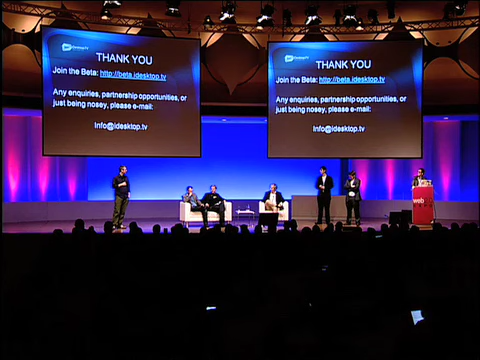 THANK YOU
Join the Beta: http://beta.idesktop.tv
Any enquiries, partnership opportunities, or
just being nosey, please e-mail:
Info@idesktop.tv
THANK YOU
Join the Beta: http://beta.idesktop.tv
Any enquiries, partnership opportunities, or
just being nosey, please e-mail:
Info@idesktop.tv
web